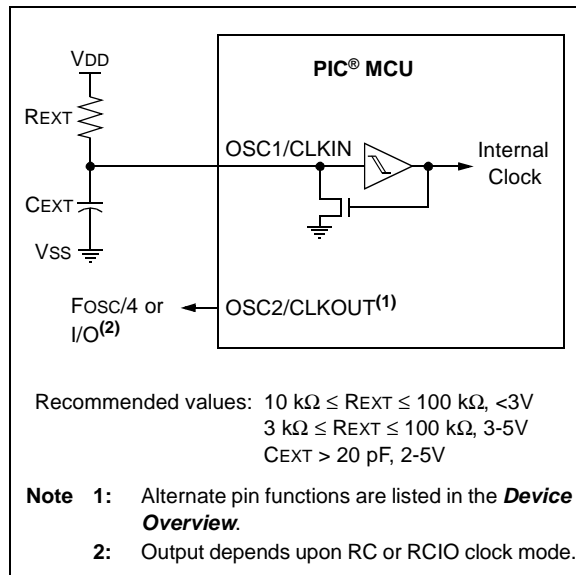 VDD
PIC® MCU
REXT
OSC1/CLKIN
Internal
Clock
CEXT
VSS
FOSC/4 or
I/O(2)
OSC2/CLKOUT(1)
Recommended values: 10 kΩ ≤ REXT ≤ 100 kΩ, <3V
3 kΩ ≤ REXT ≤ 100 kΩ, 3-5V
CEXT > 20 pF, 2-5V
Note 1: Alternate pin functions are listed in the Device
Overview.
2: Output depends upon RC or RCIO clock mode.